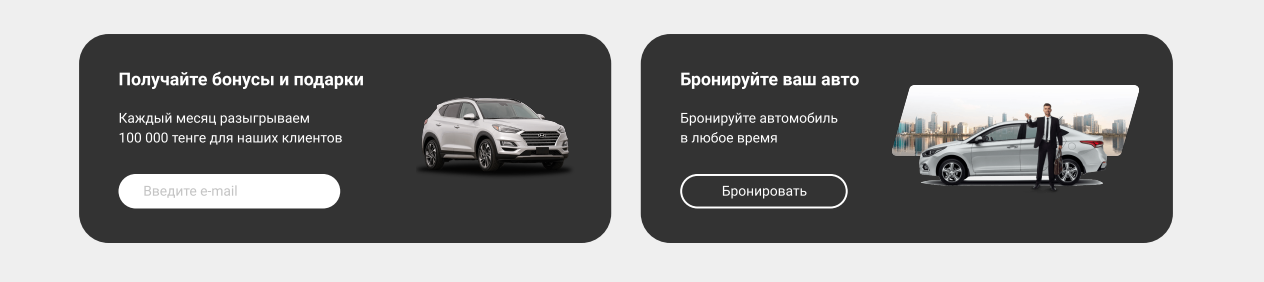 Получайте бонусы и подарки
Каждый месяц разыгрываем
100 000 тенге для наших клиентов
Введите e-mail
Бронируйте ваш авто
Бронируйте автомобиль
в любое время
Бронировать